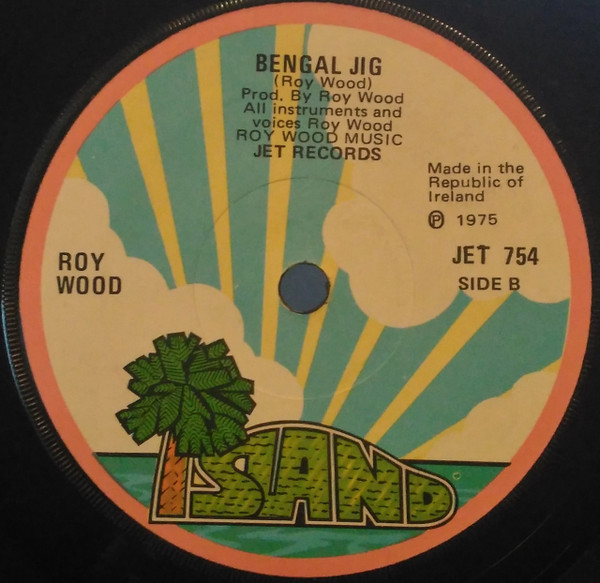 BENGAL JIG
(Roy Wood)
Prod. By Roy Wood
All instruments and
voices Roy Wood
ROY WOOD MUSIC
JET RECORDS
Made in the
Republic of
Ireland
℗ 1975
ROY
WOOD
JET 754
SIDE B
ISLAND